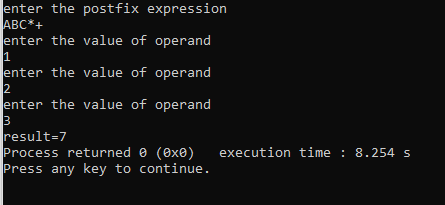 enter the postfix expression
ABC*+
enter the value of operand
1
enter the value of operand
2
enter the value of operand
3
result=7
Process returned 0 (0x0)   execution time : 8.254 s
Press any key to continue.